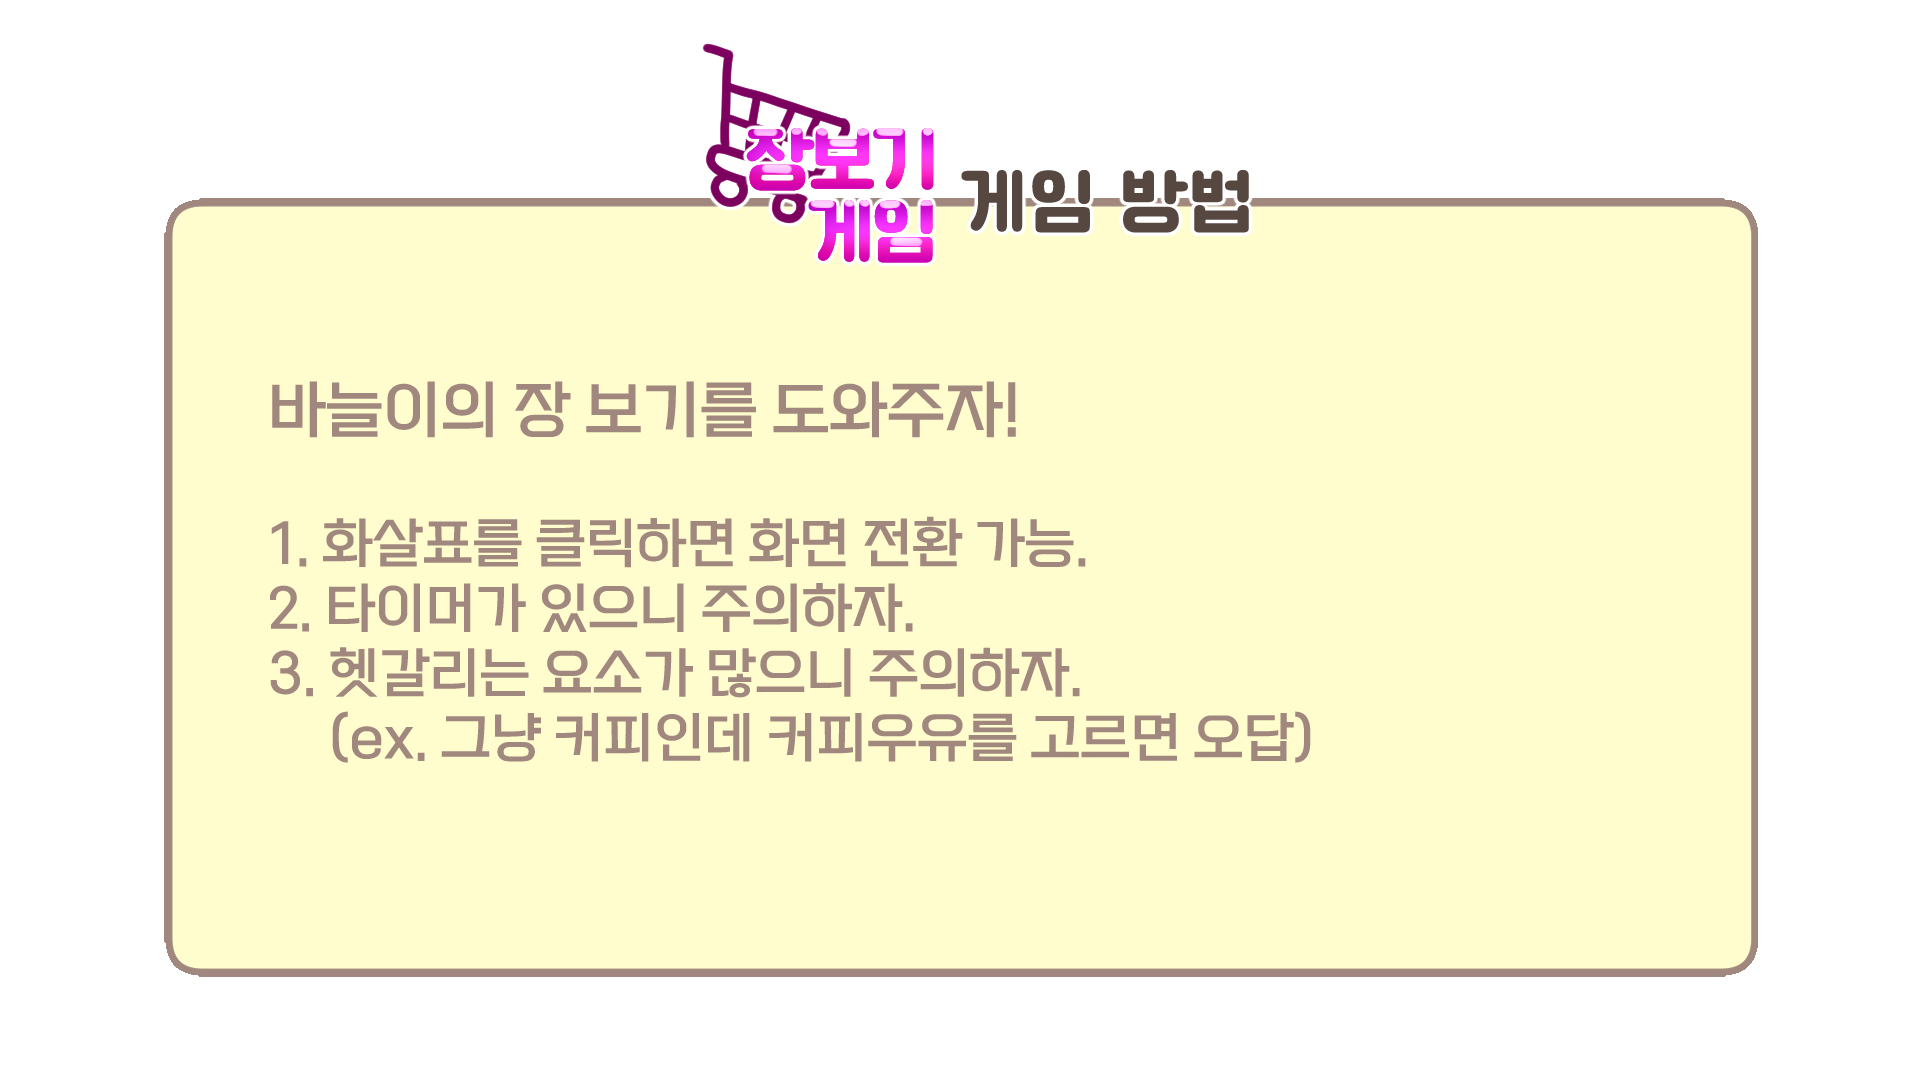 장보기
게임
게임 방법
바늘이의 장 보기를 도와주자!
1. 화살표를 클릭하면 화면 전환 가능.
2. 타이머가 있으니 주의하자.
3. 헷갈리는 요소가 많으니 주의하자.
(ex. 그냥 커피인데 커피우유를 고르면 오답)